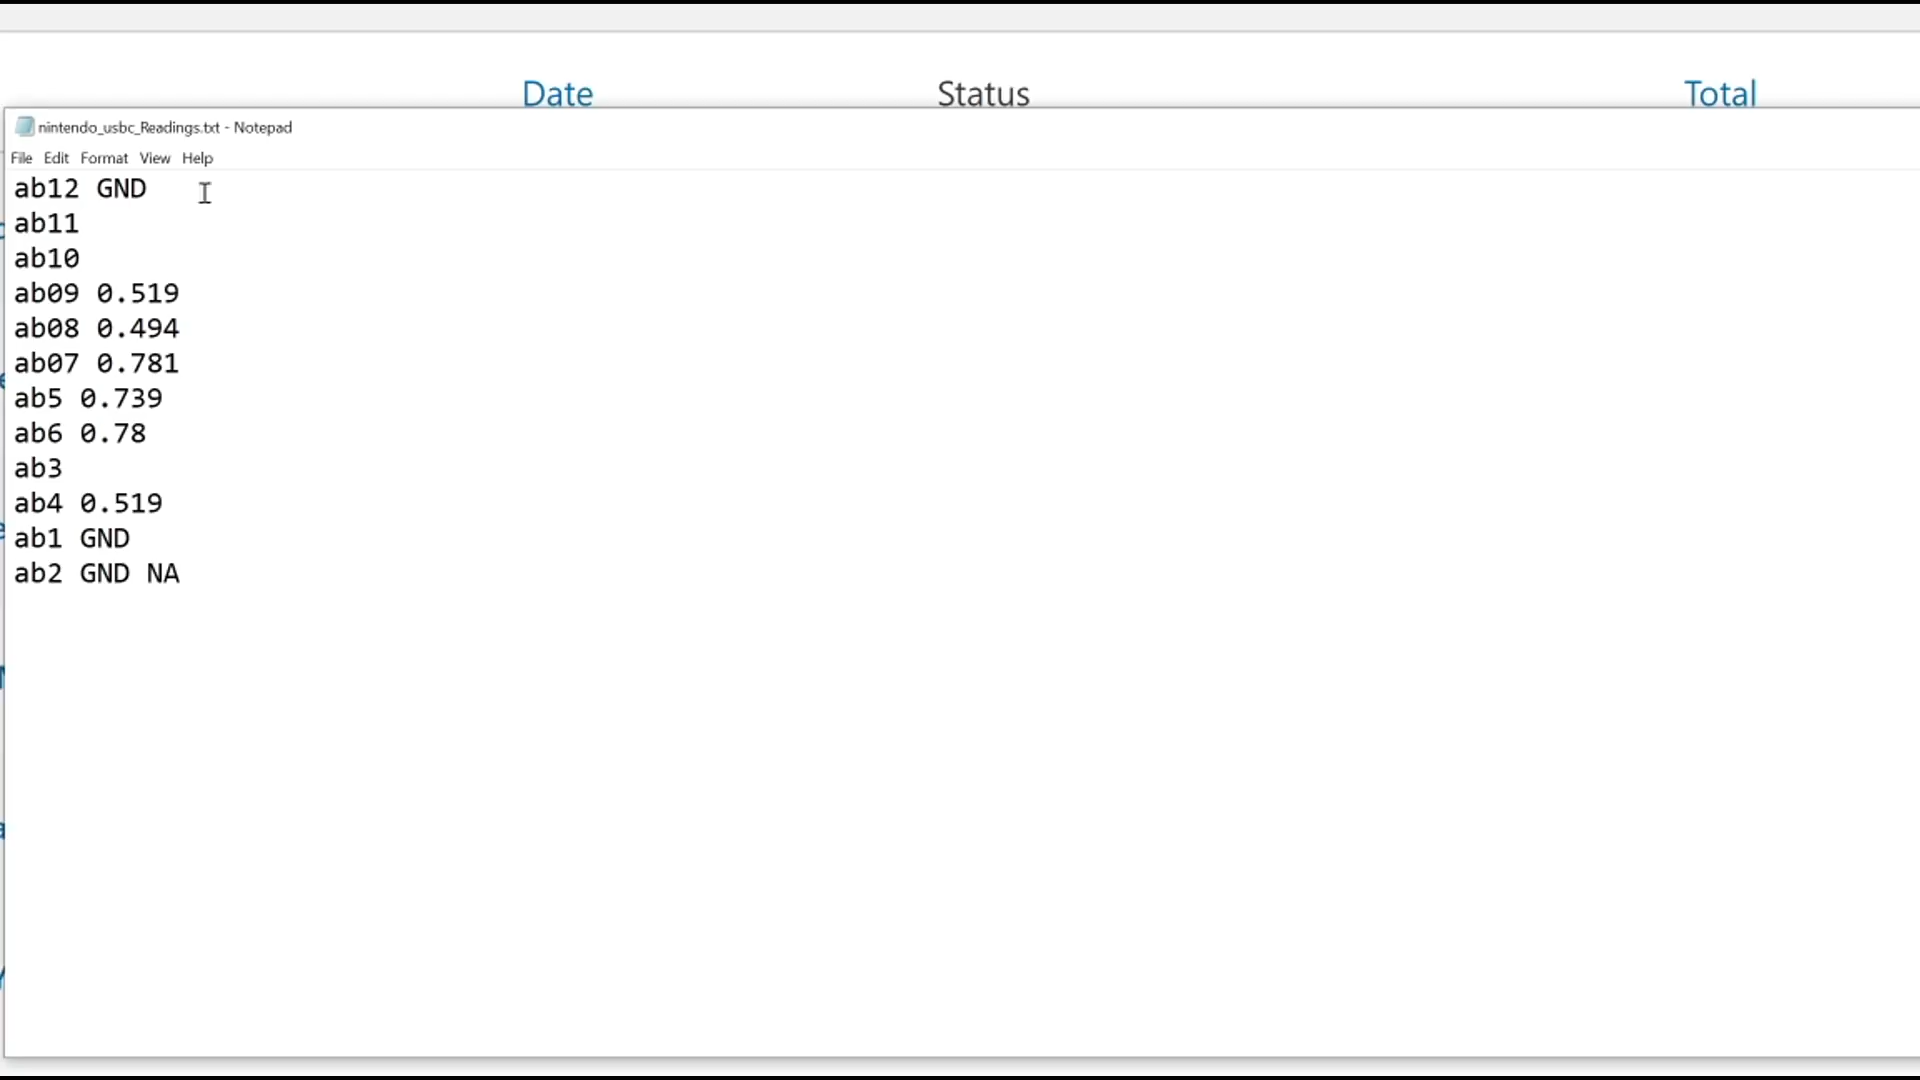 Date Status Total
nintendo_usbc_Readings.txt - Notepad
File Edit Format View Help
ab12 GND
ab11
ab10
ab09 0.519
ab08 0.494
ab07 0.781
ab5 0.739
ab6 0.78
ab3
ab4 0.519
ab1 GND
ab2 GND NA